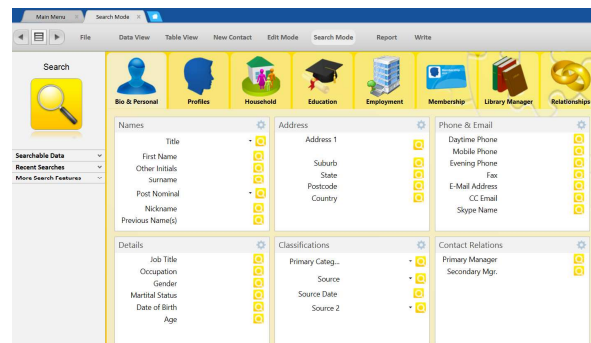 Main Menu
Search Mode
File
Data View
Table View
New Contact
Edit Mode
Search Mode
Report
Write
Search
Searchable Data
Recent Searches
More Search Features
Bio & Personal
Profiles
Household
Education
Employment
Membership
Library Manager
Relationships
Names
Title
First Name
Other Initials
Surname
Post Nominal
Nickname
Previous Name(s)
Address
Address 1
Suburb
State
Postcode
Country
Phone & Email
Daytime Phone
Mobile Phone
Evening Phone
Fax
E-Mail Address
CC Email
Skype Name
Details
Job Title
Occupation
Gender
Martital Status
Date of Birth
Age
Classifications
Primary Categ...
Source
Source Date
Source 2
Contact Relations
Primary Manager
Secondary Mgr.